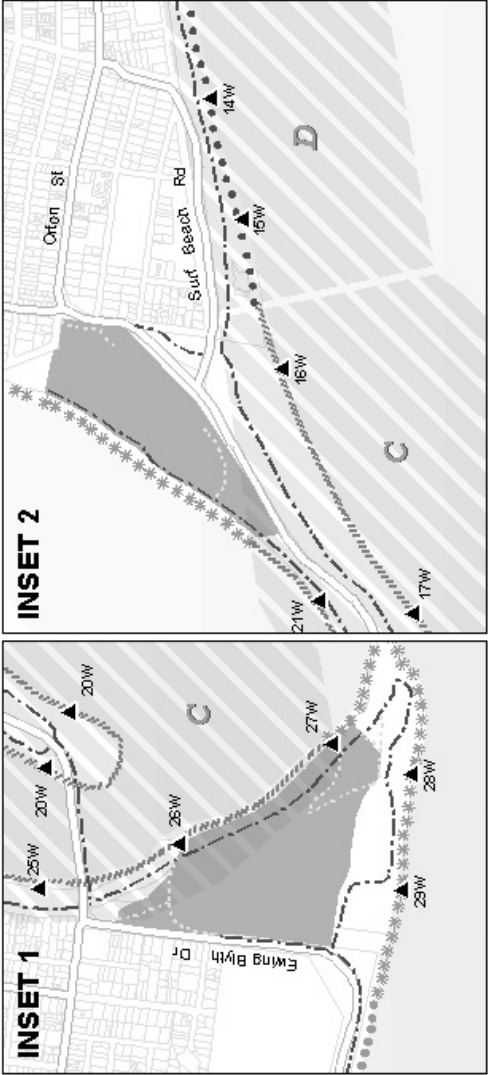 INSET 2
Orton St
Surf Beach Rd
14W
15W
D
16W
C
17W
21W
INSET 1
25W
20W
20W
C
26W
27W
Ewing Blyth Dr
28W
29W